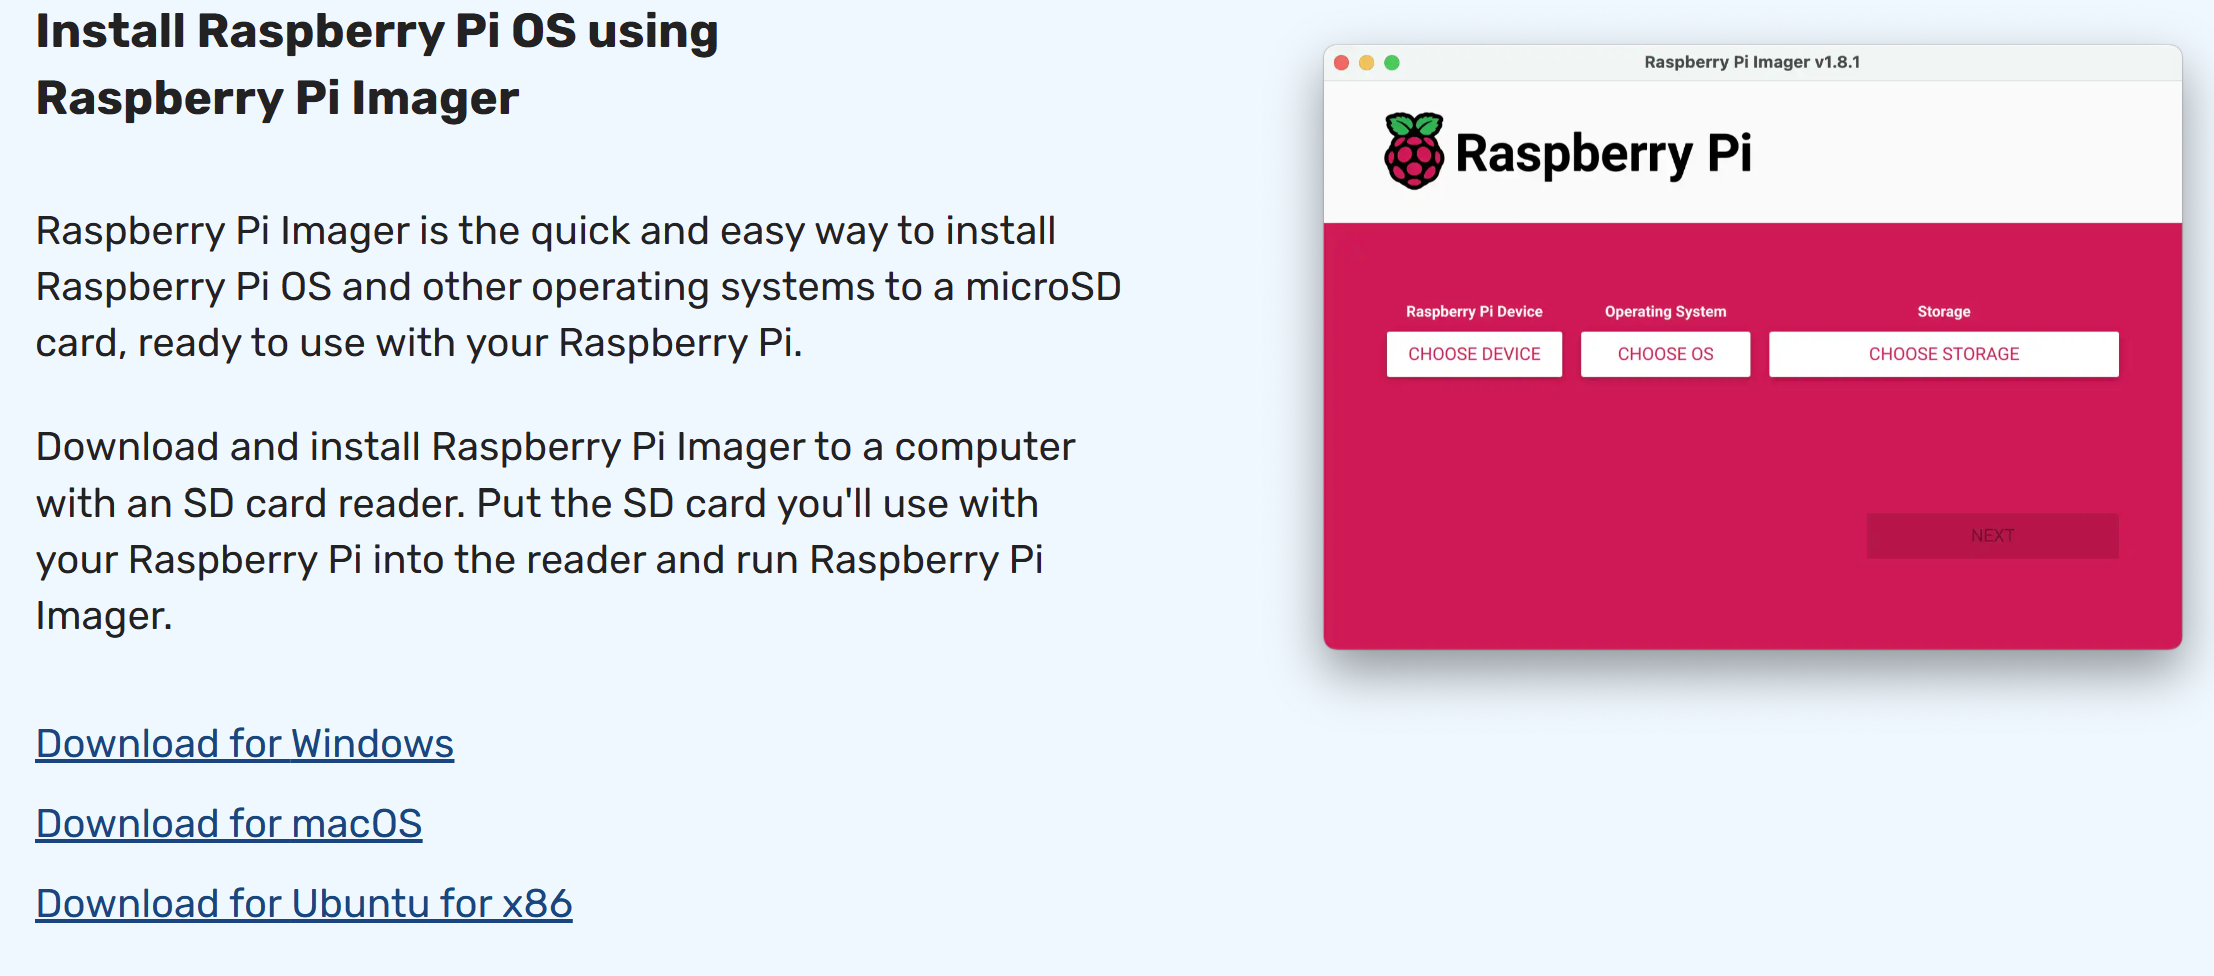 Install Raspberry Pi OS using
Raspberry Pi Imager
Raspberry Pi Imager is the quick and easy way to install
Raspberry Pi OS and other operating systems to a microSD
card, ready to use with your Raspberry Pi.
Download and install Raspberry Pi Imager to a computer
with an SD card reader. Put the SD card you'll use with
your Raspberry Pi into the reader and run Raspberry Pi
Imager.
Download for Windows
Download for macOS
Download for Ubuntu for x86
Raspberry Pi Imager v1.8.1
Raspberry Pi
Raspberry Pi Device Operating System Storage
CHOOSE DEVICE CHOOSE OS CHOOSE STORAGE
NEXT